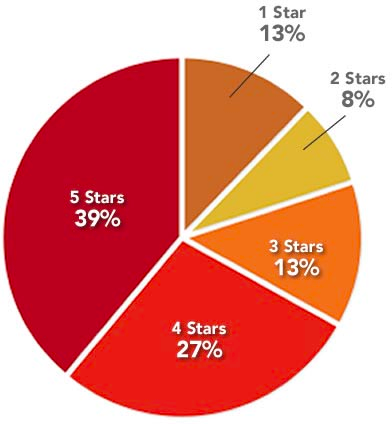 1 Star
13%
2 Stars
8%
3 Stars
13%
4 Stars
27%
5 Stars
39%